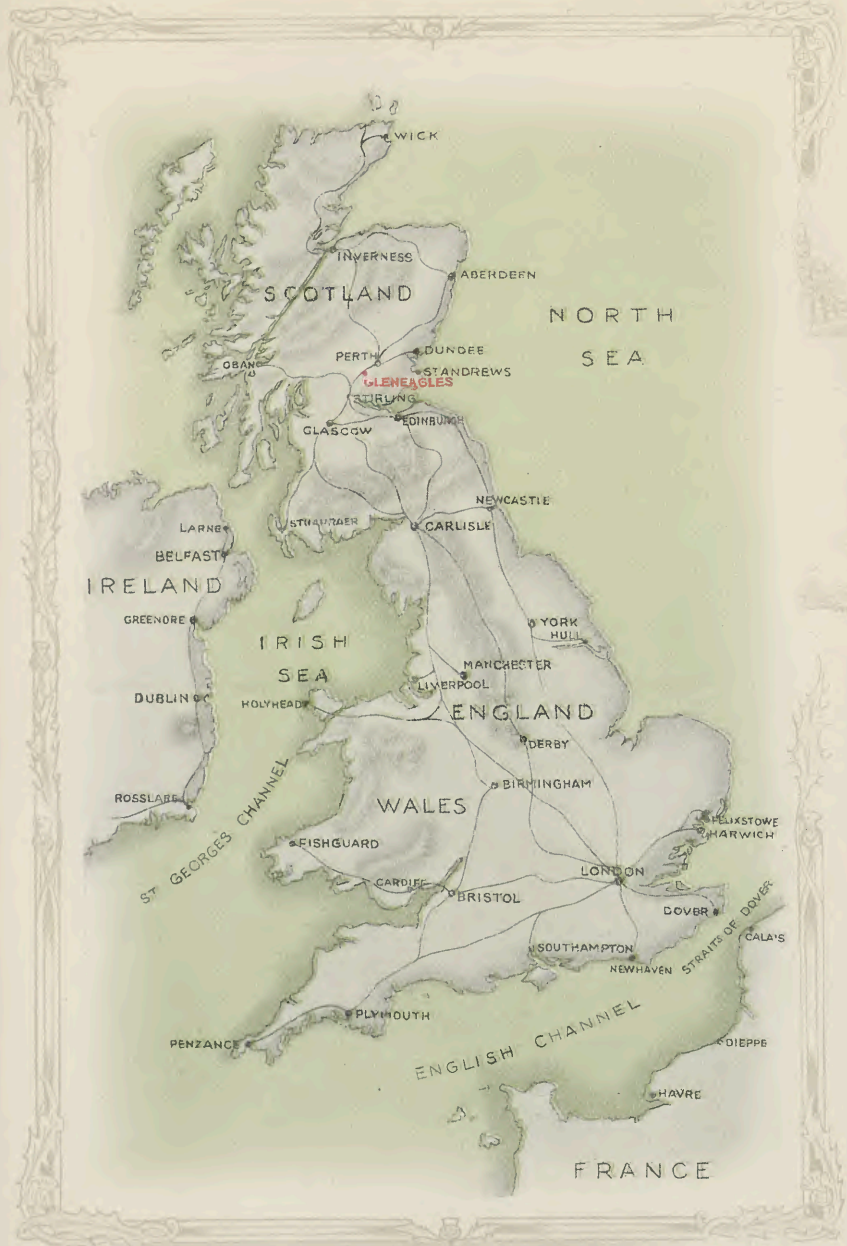 WICK
INVERNESS
ABERDEEN
SCOTLAND
NORTH
SEA
PERTH
DUNDEE
OBAN
ST ANDREWS
GLENEAGLES
STIRLING
EDINBURGH
GLASGOW
NEWCASTLE
STRANRAER
CARLISLE
LARNE
BELFAST
IRELAND
GREENORE
YORK
HULL
IRISH
SEA
MANCHESTER
LIVERPOOL
DUBLIN
HOLYHEAD
ENGLAND
DERBY
BIRMINGHAM
ROSSLARE
WALES
ST GEORGES CHANNEL
FELIXSTOWE
HARWICH
FISHGUARD
LONDON
CARDIFF
BRISTOL
DOVER
STRAITS OF DOVER
CALA'S
SOUTHAMPTON
NEWHAVEN
PLYMOUTH
PENZANCE
ENGLISH CHANNEL
DIEPPE
HAVRE
FRANCE